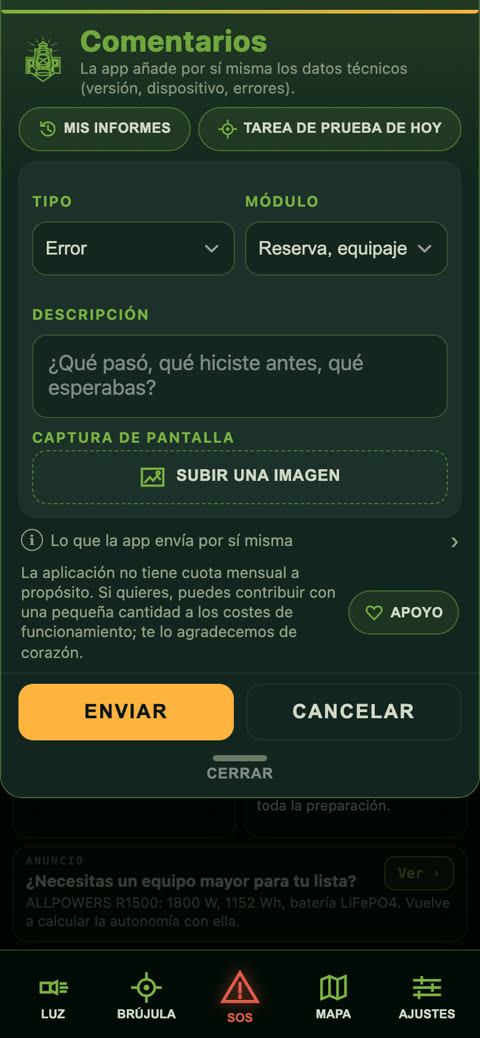 Comentarios
La app añade por sí misma los datos técnicos
(versión, dispositivo, errores).
MIS INFORMES
TAREA DE PRUEBA DE HOY
TIPO
MÓDULO
Error
Reserva, equipaje
DESCRIPCIÓN
¿Qué pasó, qué hiciste antes, qué
esperabas?
CAPTURA DE PANTALLA
SUBIR UNA IMAGEN
Lo que la app envía por sí misma
La aplicación no tiene cuota mensual a
propósito. Si quieres, puedes contribuir con
una pequeña cantidad a los costes de
funcionamiento; te lo agradecemos de
corazón.
APOYO
ENVIAR
CANCELAR
CERRAR
toda la preparación.
ANUNCIO
¿Necesitas un equipo mayor para tu lista?
Ver ›
ALLPOWERS R1500: 1800 W, 1152 Wh, batería LiFePO4. Vuelve
a calcular la autonomía con ella.
LUZ
BRÚJULA
SOS
MAPA
AJUSTES